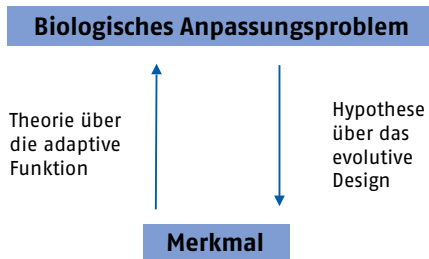 Biologisches Anpassungsproblem
Theorie über
die adaptive
Funktion
Hypothese
über das
evolutive
Design
Merkmal